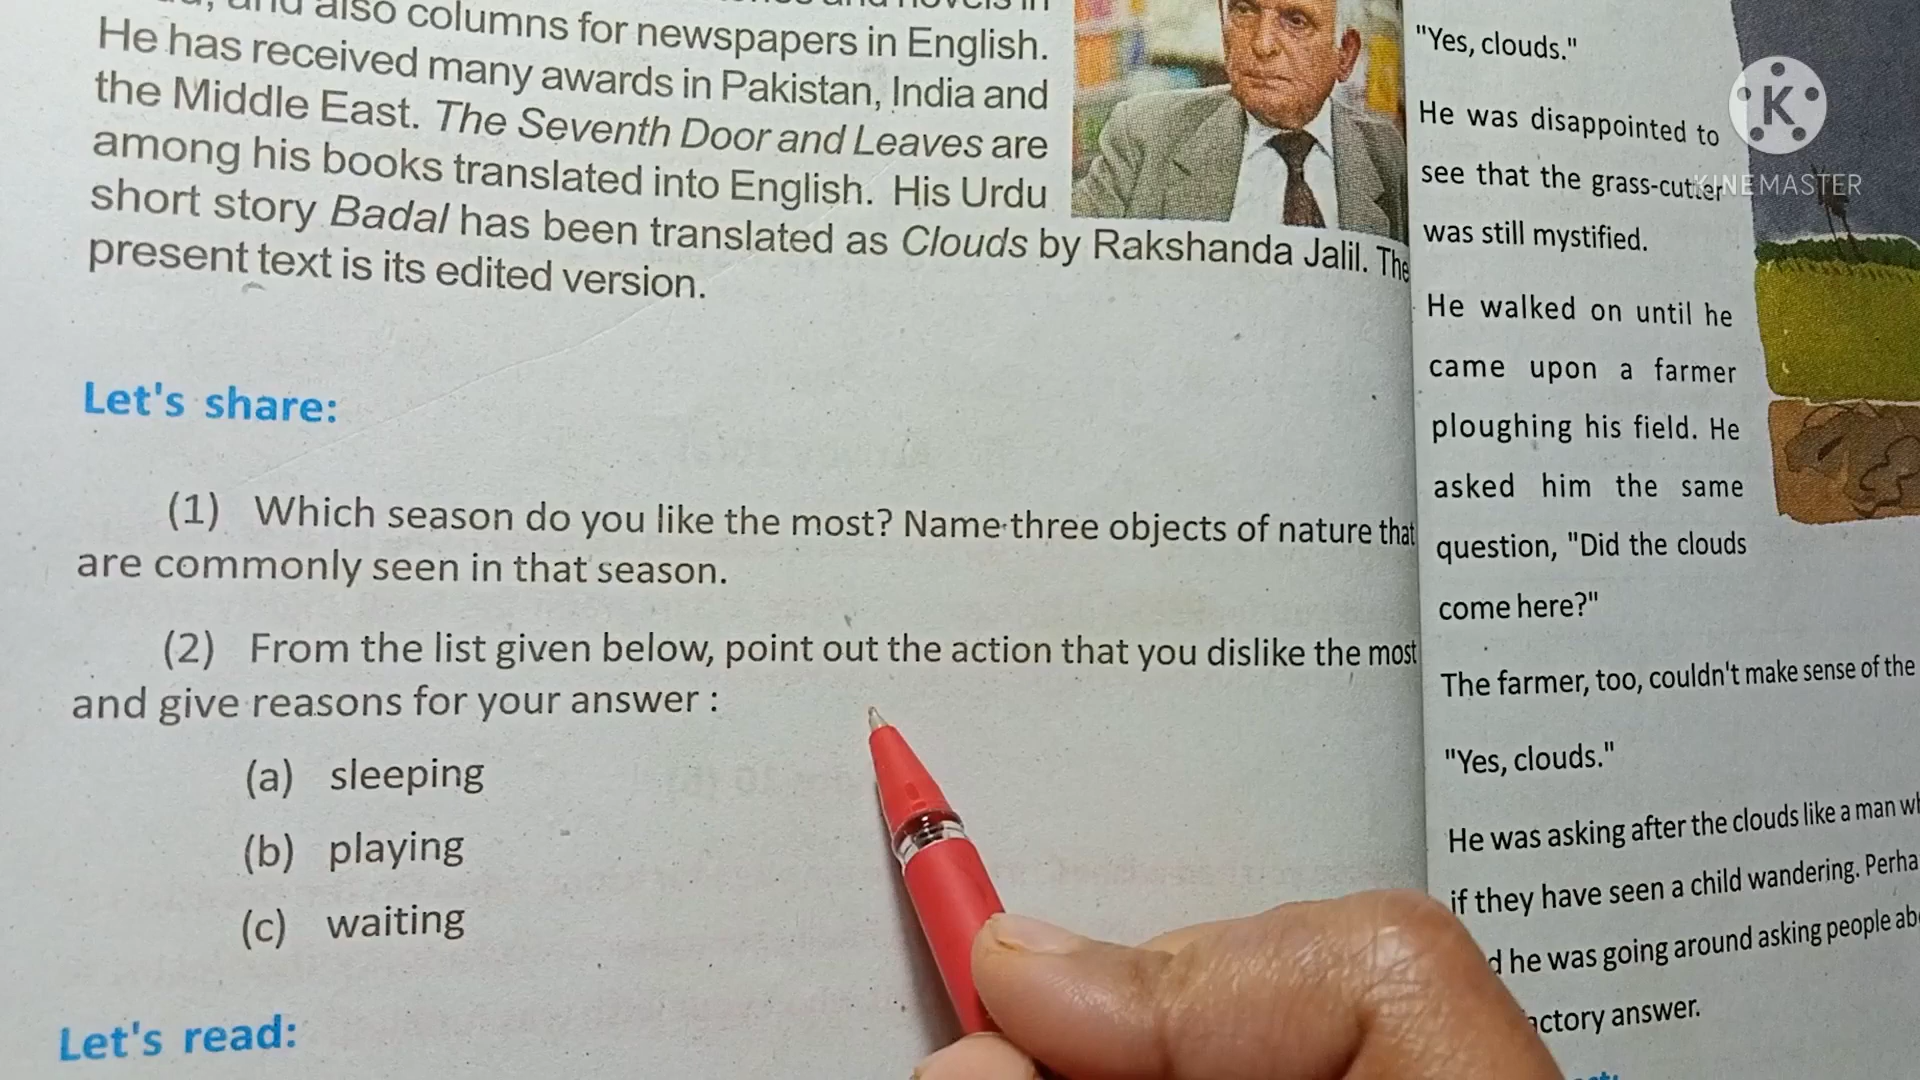 also columns for newspapers in English.
He has received many awards in Pakistan, India and
the Middle East. The Seventh Door and Leaves are
among his books translated into English. His Urdu
short story Badal has been translated as Clouds by Rakshanda Jalil. The
present text is its edited version.
Let's share:
(1) Which season do you like the most? Name three objects of nature that
are commonly seen in that season.
(2) From the list given below, point out the action that you dislike the most
and give reasons for your answer :
(a) sleeping
(b) playing
(c) waiting
Let's read:
"Yes, clouds."
He was disappointed to
see that the grass-cutter
was still mystified.
He walked on until he
came upon a farmer
ploughing his field. He
asked him the same
question, "Did the clouds
come here?"
The farmer, too, couldn't make sense of the
"Yes, clouds."
He was asking after the clouds like a man
if they have seen a child wandering.
he was going around asking people
answer.
K
KINEMASTER